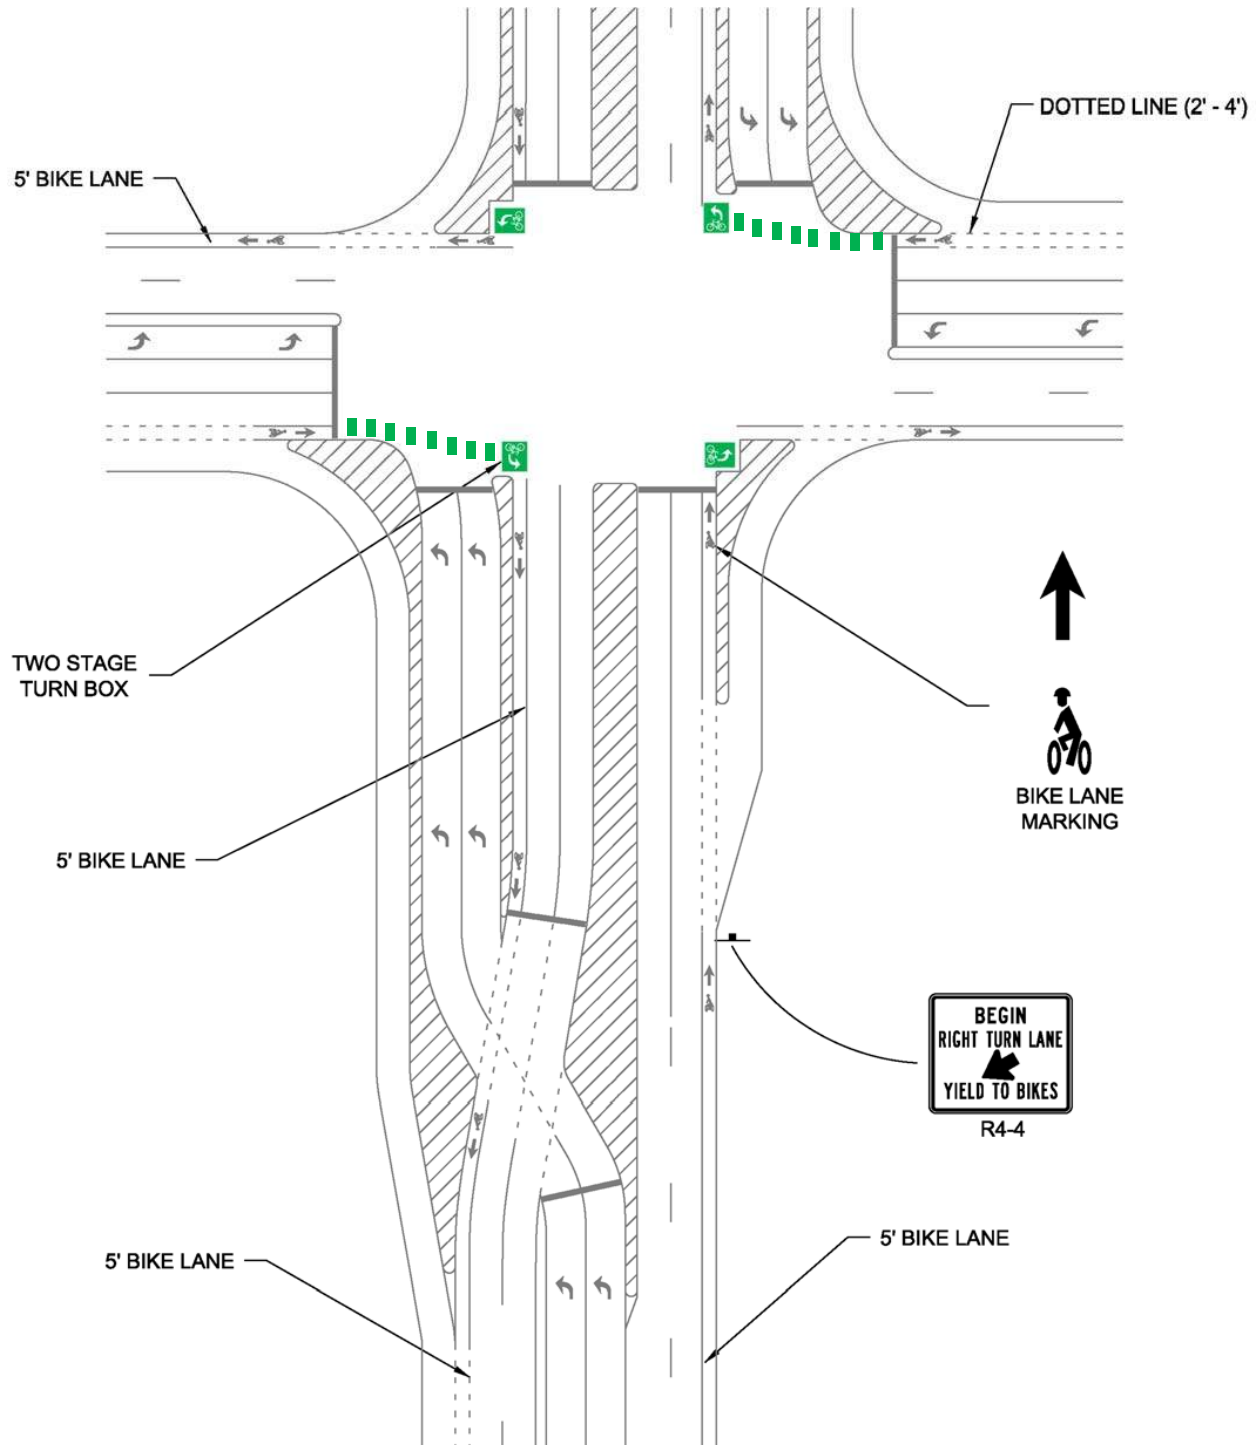 DOTTED LINE (2' - 4')
5' BIKE LANE
TWO STAGE
TURN BOX
5' BIKE LANE
BIKE LANE
MARKING
BEGIN
RIGHT TURN LANE
YIELD TO BIKES
R4-4
5' BIKE LANE
5' BIKE LANE